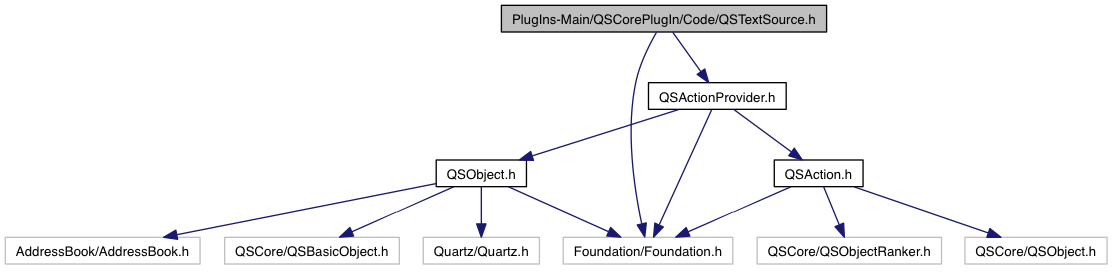 PlugIns-Main/QSCorePlugIn/Code/QSTextSource.h
QSActionProvider.h
QSObject.h
QSAction.h
AddressBook/AddressBook.h
QSCore/QSBasicObject.h
Quartz/Quartz.h
Foundation/Foundation.h
QSCore/QSObjectRanker.h
QSCore/QSObject.h